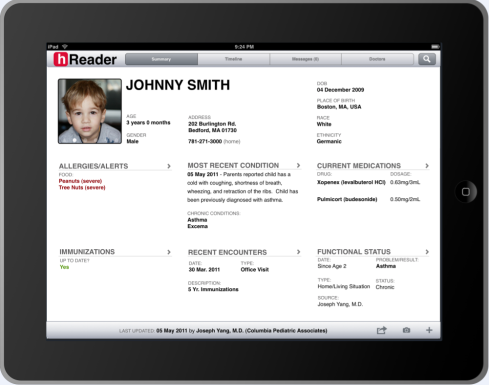 iPad
5:24 PM
hReader
Summary
Timeline
Messages (0)
Doctors
JOHNNY SMITH
AGE
3 years 0 months
GENDER
Male
ADDRESS
202 Burlington Rd.
Bedford, MA 01730
781-271-3000 (home)
DOB
04 December 2009
PLACE OF BIRTH
Boston, MA, USA
RACE
White
ETHNICITY
Germanic
ALLERGIES/ALERTS >
FOOD:
Peanuts (severe)
Tree Nuts (severe)
MOST RECENT CONDITION >
05 May 2011 - Parents reported child has a
cold with coughing, shortness of breath,
wheezing, and retraction of the ribs. Child has
been previously diagnosed with asthma.
CHRONIC CONDITIONS:
Asthma
Excema
CURRENT MEDICATIONS >
DRUG: DOSAGE:
Xopenex (levalbuterol HCl) 0.63mg/3mL
Pulmicort (budesonide) 0.50mg/2mL
IMMUNIZATIONS >
UP TO DATE?
Yes
RECENT ENCOUNTERS >
DATE: TYPE:
30 Mar. 2011 Office Visit
DESCRIPTION:
5 Yr. Immunizations
FUNCTIONAL STATUS >
DATE: PROBLEM/RESULT:
Since Age 2 Asthma
TYPE: STATUS:
Home/Living Situation Chronic
SOURCE:
Joseph Yang, M.D.
LAST UPDATED: 05 May 2011 by Joseph Yang, M.D. (Columbia Pediatric Associates)